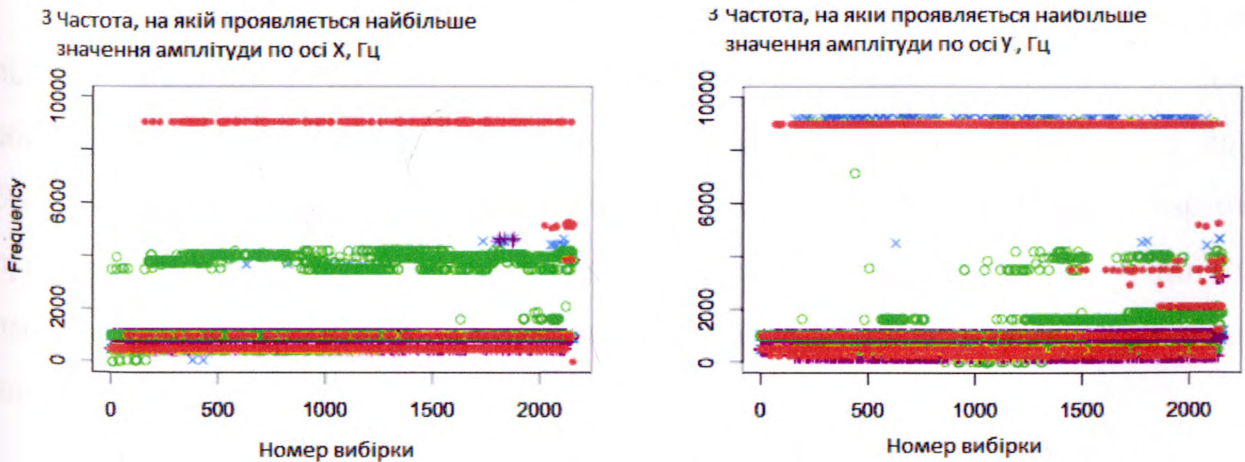 3 Частота, на якій проявляється найбільше
значення амплітуди по осі X, Гц
Frequency
10000
6000
2000
0
0 500 1000 1500 2000
Номер вибірки
3 Частота, на якій проявляється найбільше
значення амплітуди по осі Y , Гц
10000
6000
2000
0
0 500 1000 1500 2000
Номер вибірки